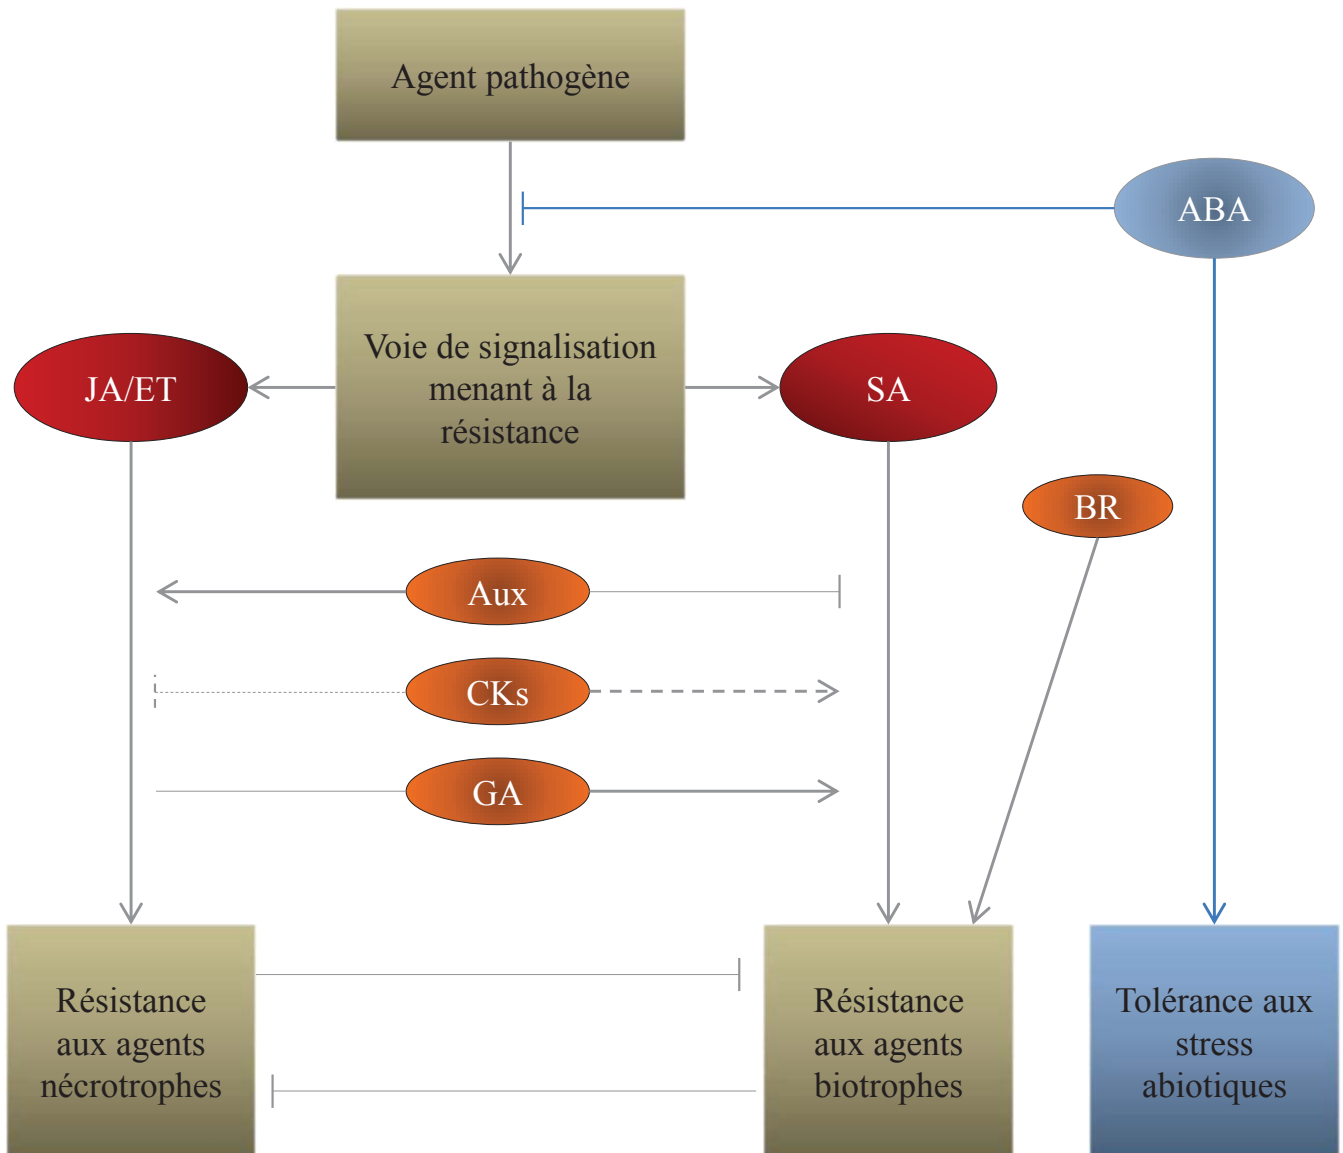 Agent pathogène
ABA
Voie de signalisation
menant à la
résistance
JA/ET
SA
BR
Aux
CKs
GA
Résistance
aux agents
nécrotrophes
Résistance
aux agents
biotrophes
Tolérance aux
stress
abiotiques